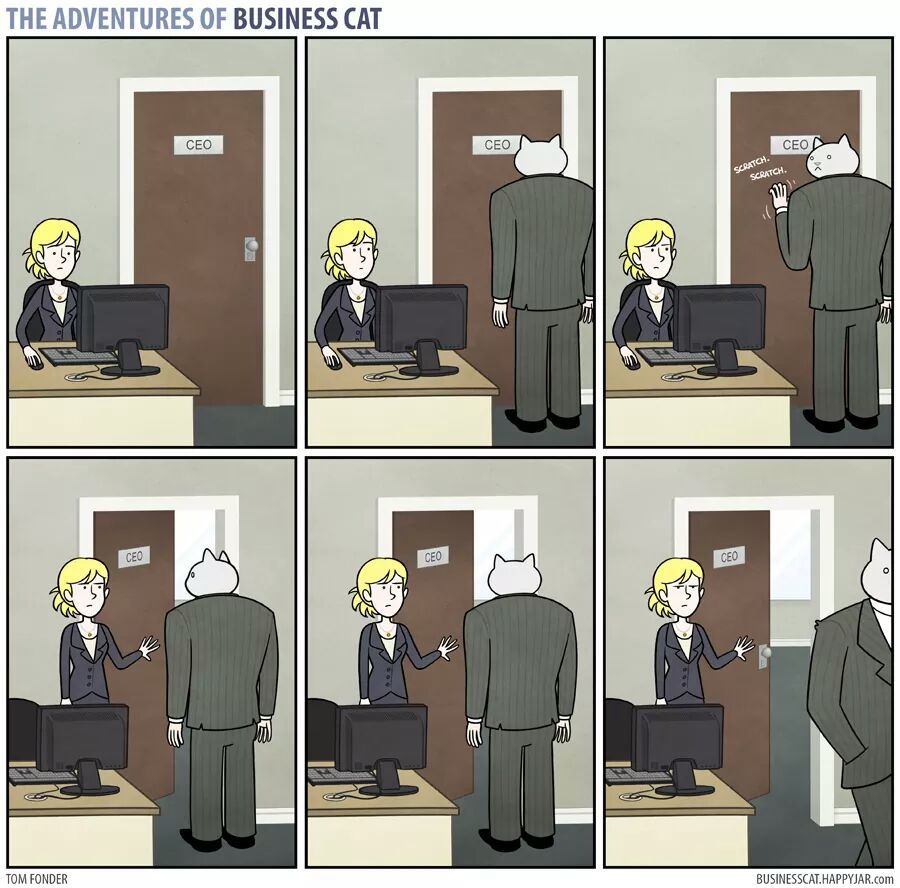 THE ADVENTURES OF BUSINESS CAT
CEO
CEO
CEO
SCRATCH.
SCRATCH.
CEO
CEO
CEO
TOM FONDER
BUSINESSCAT.HAPPYJAR.com